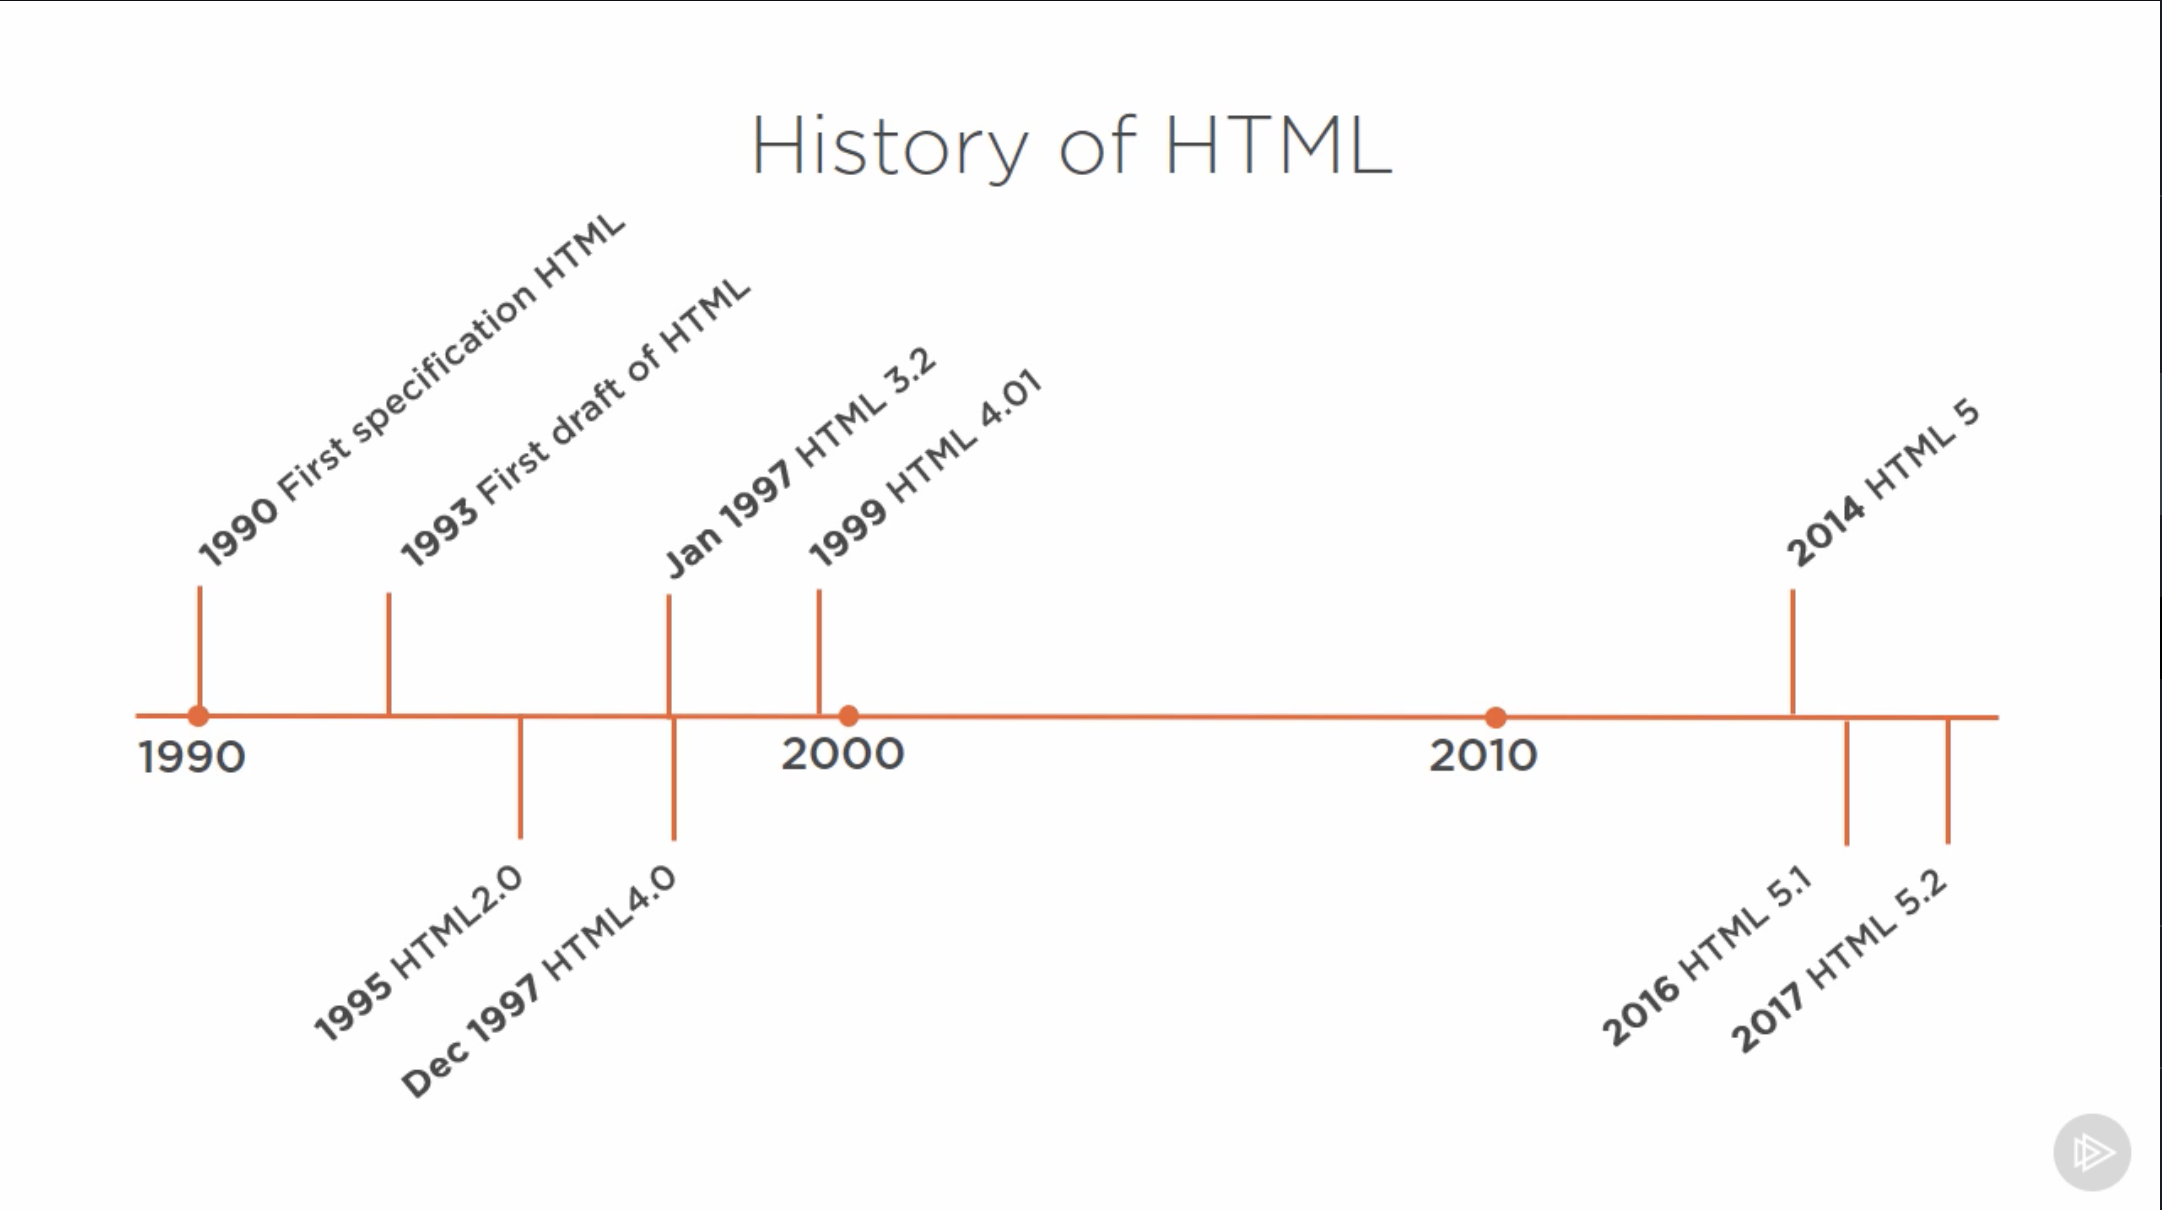 History of HTML
1990 First specification HTML
1993 First draft of HTML
Jan 1997 HTML 3.2
1999 HTML 4.01
2014 HTML 5
1990
2000
2010
1995 HTML2.0
Dec 1997 HTML4.0
2016 HTML 5.1
2017 HTML 5.2